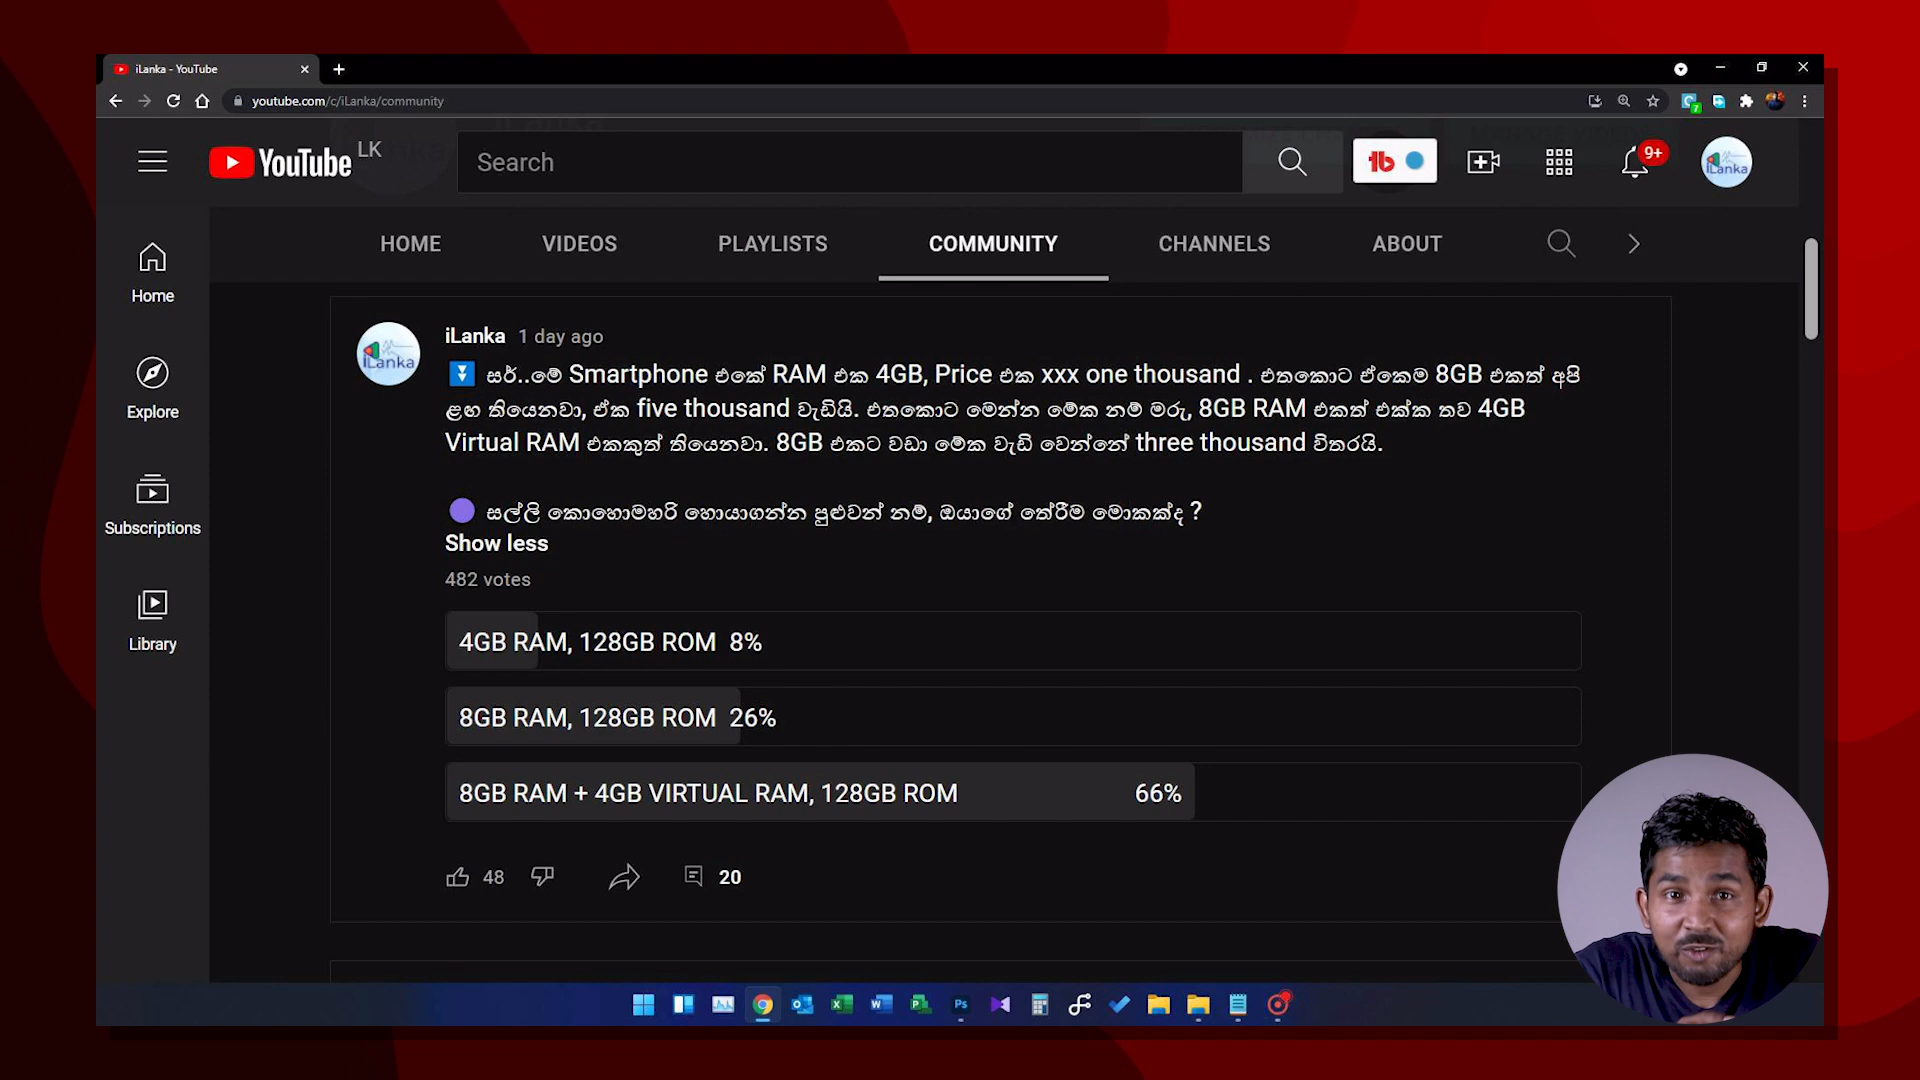 iLanka - YouTube
youtube.com/c/iLanka/community
YouTube LK
Search
9+
iLanka
HOME VIDEOS PLAYLISTS COMMUNITY CHANNELS ABOUT
Home
Explore
Subscriptions
Library
iLanka
iLanka 1 day ago
සර්..මේ Smartphone එකේ RAM එක 4GB, Price එක xxx one thousand . එතකොට ඒකෙම 8GB එකත් අපි
ළඟ තියෙනවා, ඒක five thousand වැඩියි. එතකොට මෙන්න මේක නම් මරු, 8GB RAM එකත් එක්ක තව 4GB
Virtual RAM එකකුත් තියෙනවා. 8GB එකට වඩා මේක වැඩි වෙන්නේ three thousand විතරයි.
සල්ලි කොහොමහරි හොයාගන්න පුළුවන් නම්, ඔයාගේ තේරීම මොකක්ද ?
Show less
482 votes
4GB RAM, 128GB ROM 8%
8GB RAM, 128GB ROM 26%
8GB RAM + 4GB VIRTUAL RAM, 128GB ROM 66%
48 20